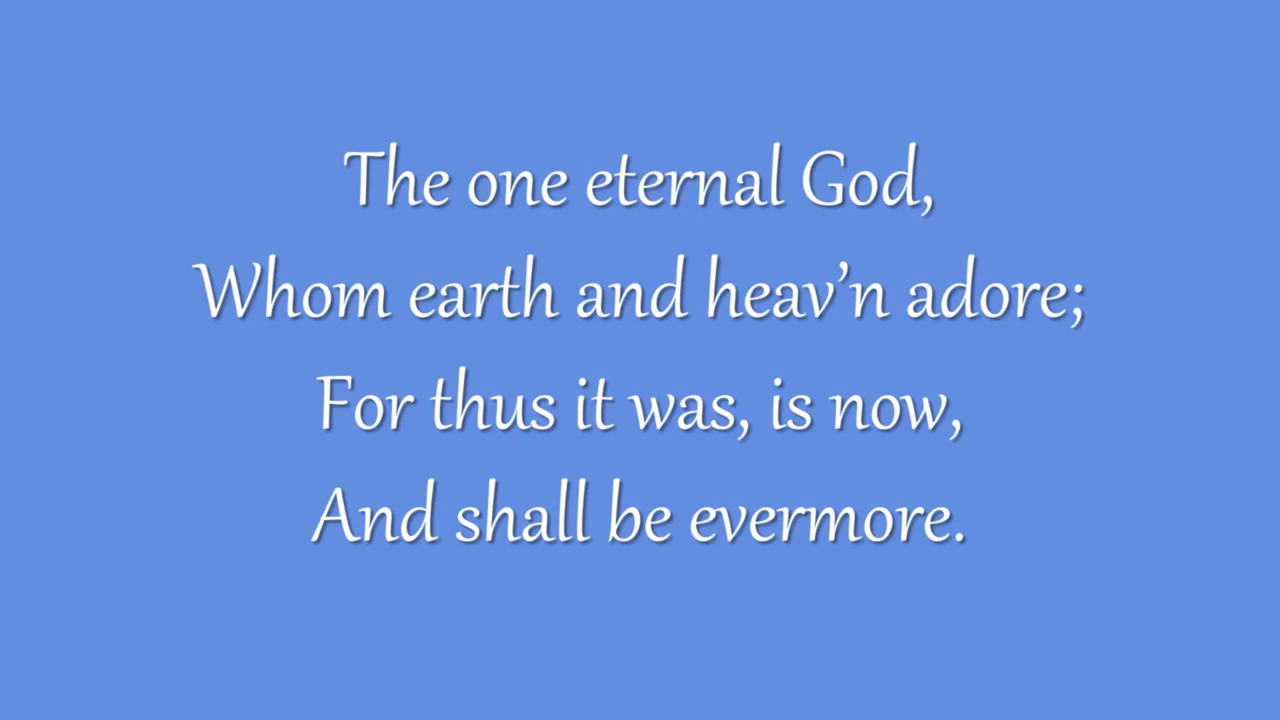 The one eternal God,
Whom earth and heav’n adore;
For thus it was, is now,
And shall be evermore.